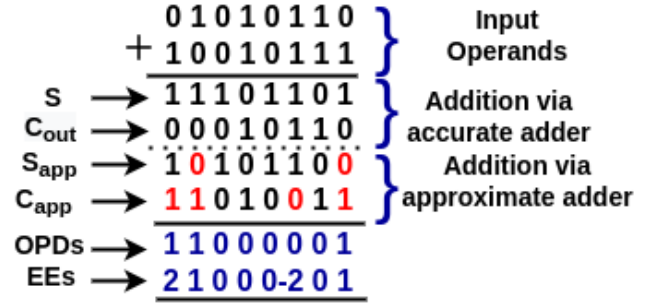 01010110 Input
+ 10010111 Operands
S 11101101 Addition via
Cout 00010110 accurate adder
Sapp 10101100 Addition via
Capp 11010011 approximate adder
OPDs 11000001
EEs 21000-201